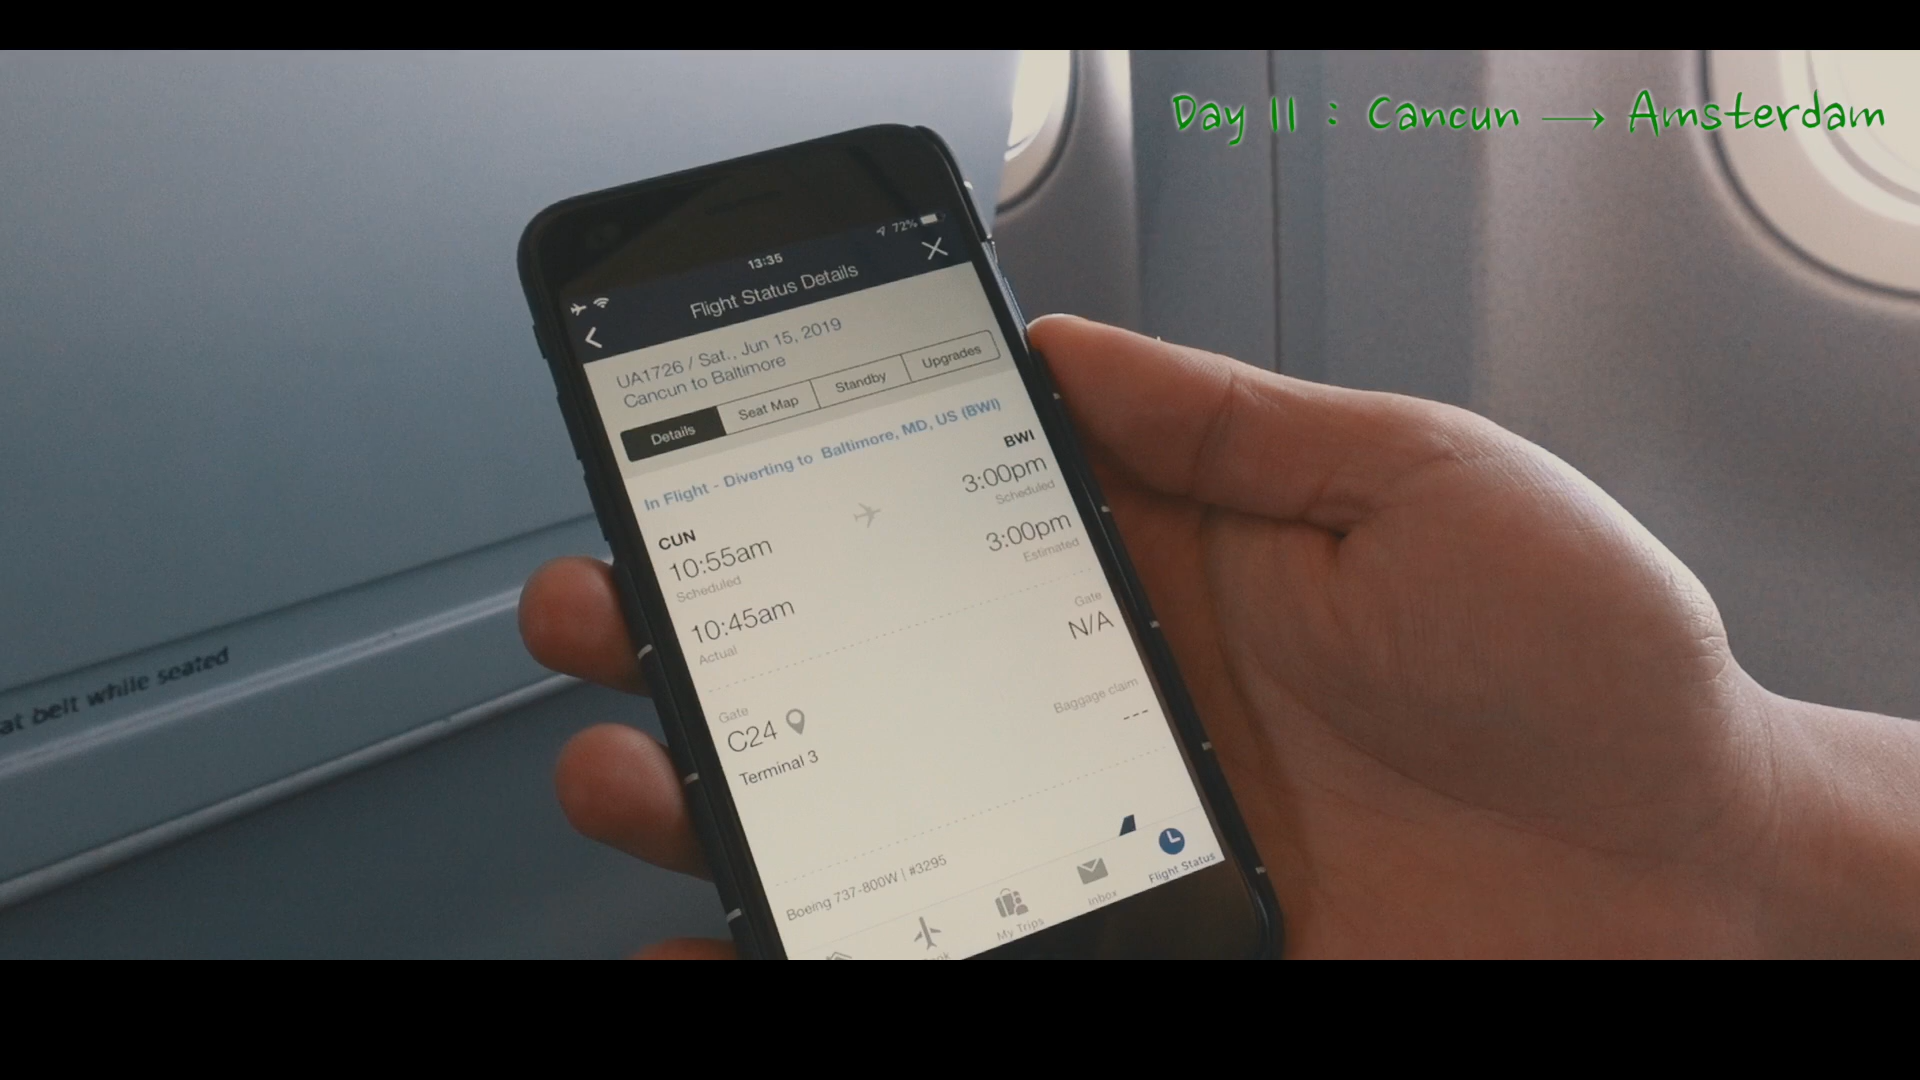 Day 11 : Cancun → Amsterdam
72%
13:35
Flight Status Details
UA1726 / Sat., Jun 15, 2019
Cancun to Baltimore
Details Seat Map Standby Upgrades
In Flight - Diverting to Baltimore, MD, US (BWI)
CUN BWI
10:55am 3:00pm
Scheduled Scheduled
10:45am 3:00pm
Actual Estimated
Gate Gate
C24 N/A
Terminal 3
Baggage claim
---
Boeing 737-800W | #3295
My Trips Inbox Flight Status
at belt while seated